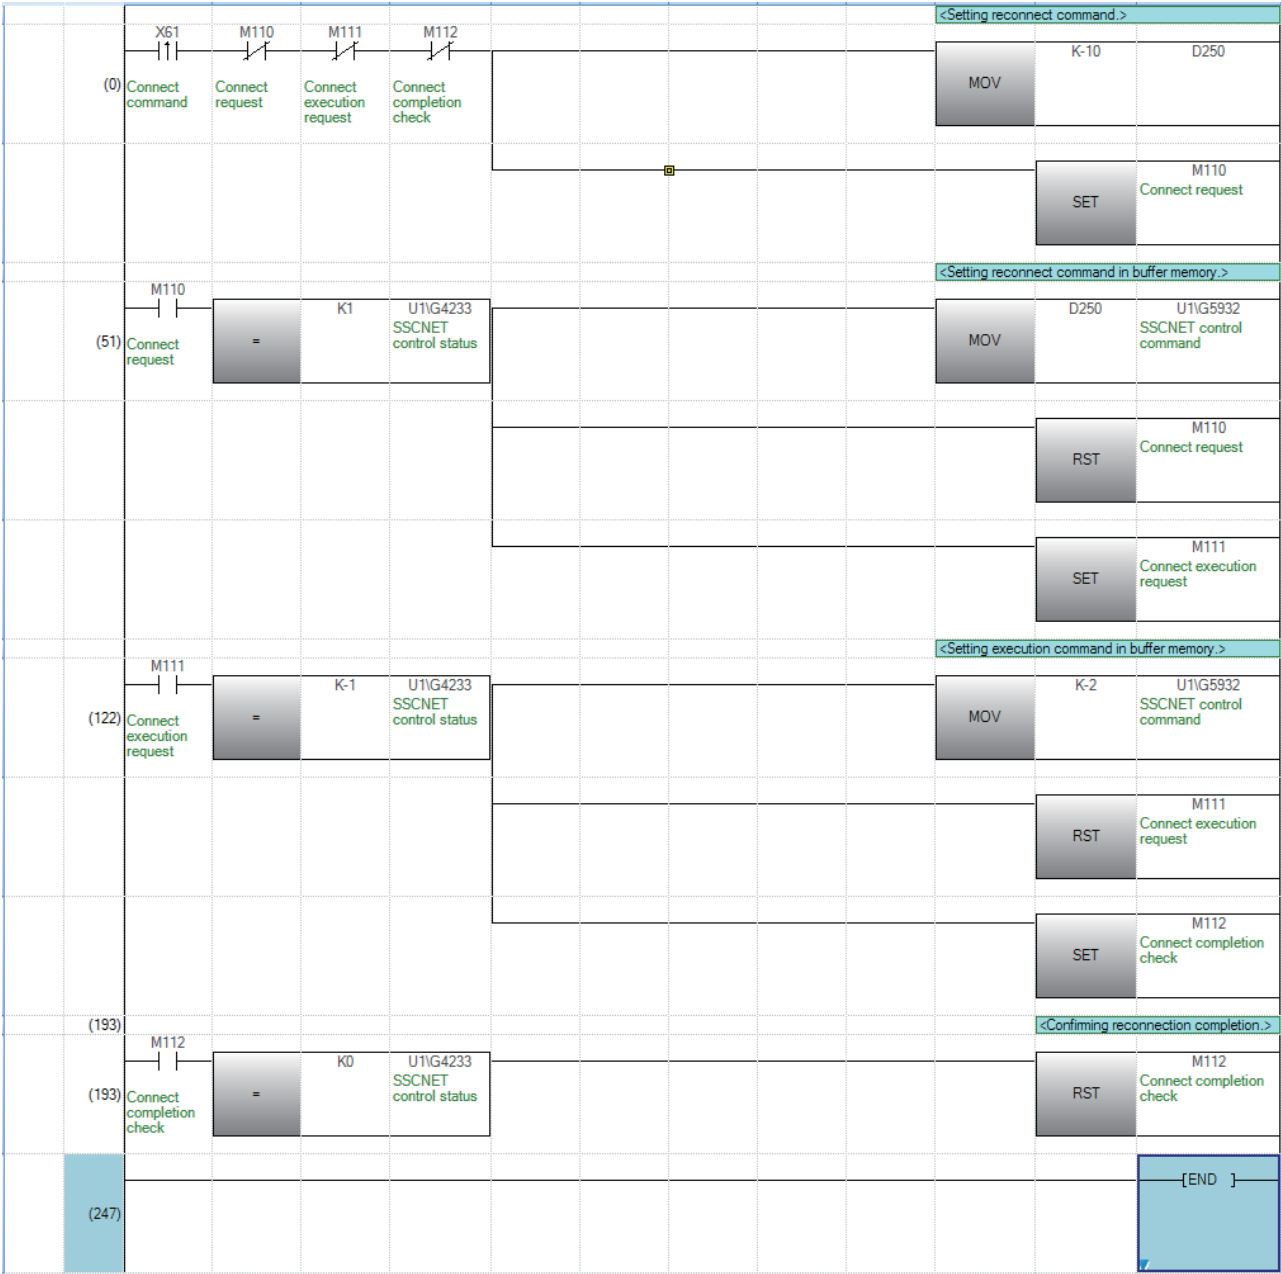 <Setting reconnect command.>
X61 M110 M111 M112
K-10 D250
(0) MOV
Connect command
Connect request
Connect execution request
Connect completion check
M110
Connect request
SET
<Setting reconnect command in buffer memory.>
M110
K1 U1\G4233
SSCNET control status
D250 U1\G5932
SSCNET control command
(51) = MOV
Connect request
M110
Connect request
RST
M111
Connect execution request
SET
<Setting execution command in buffer memory.>
M111
K-1 U1\G4233
SSCNET control status
K-2 U1\G5932
SSCNET control command
(122) = MOV
Connect execution request
M111
Connect execution request
RST
M112
Connect completion check
SET
(193) <Confirming reconnection completion.>
M112
K0 U1\G4233
SSCNET control status
M112
Connect completion check
(193) = RST
Connect completion check
[END ]
(247)